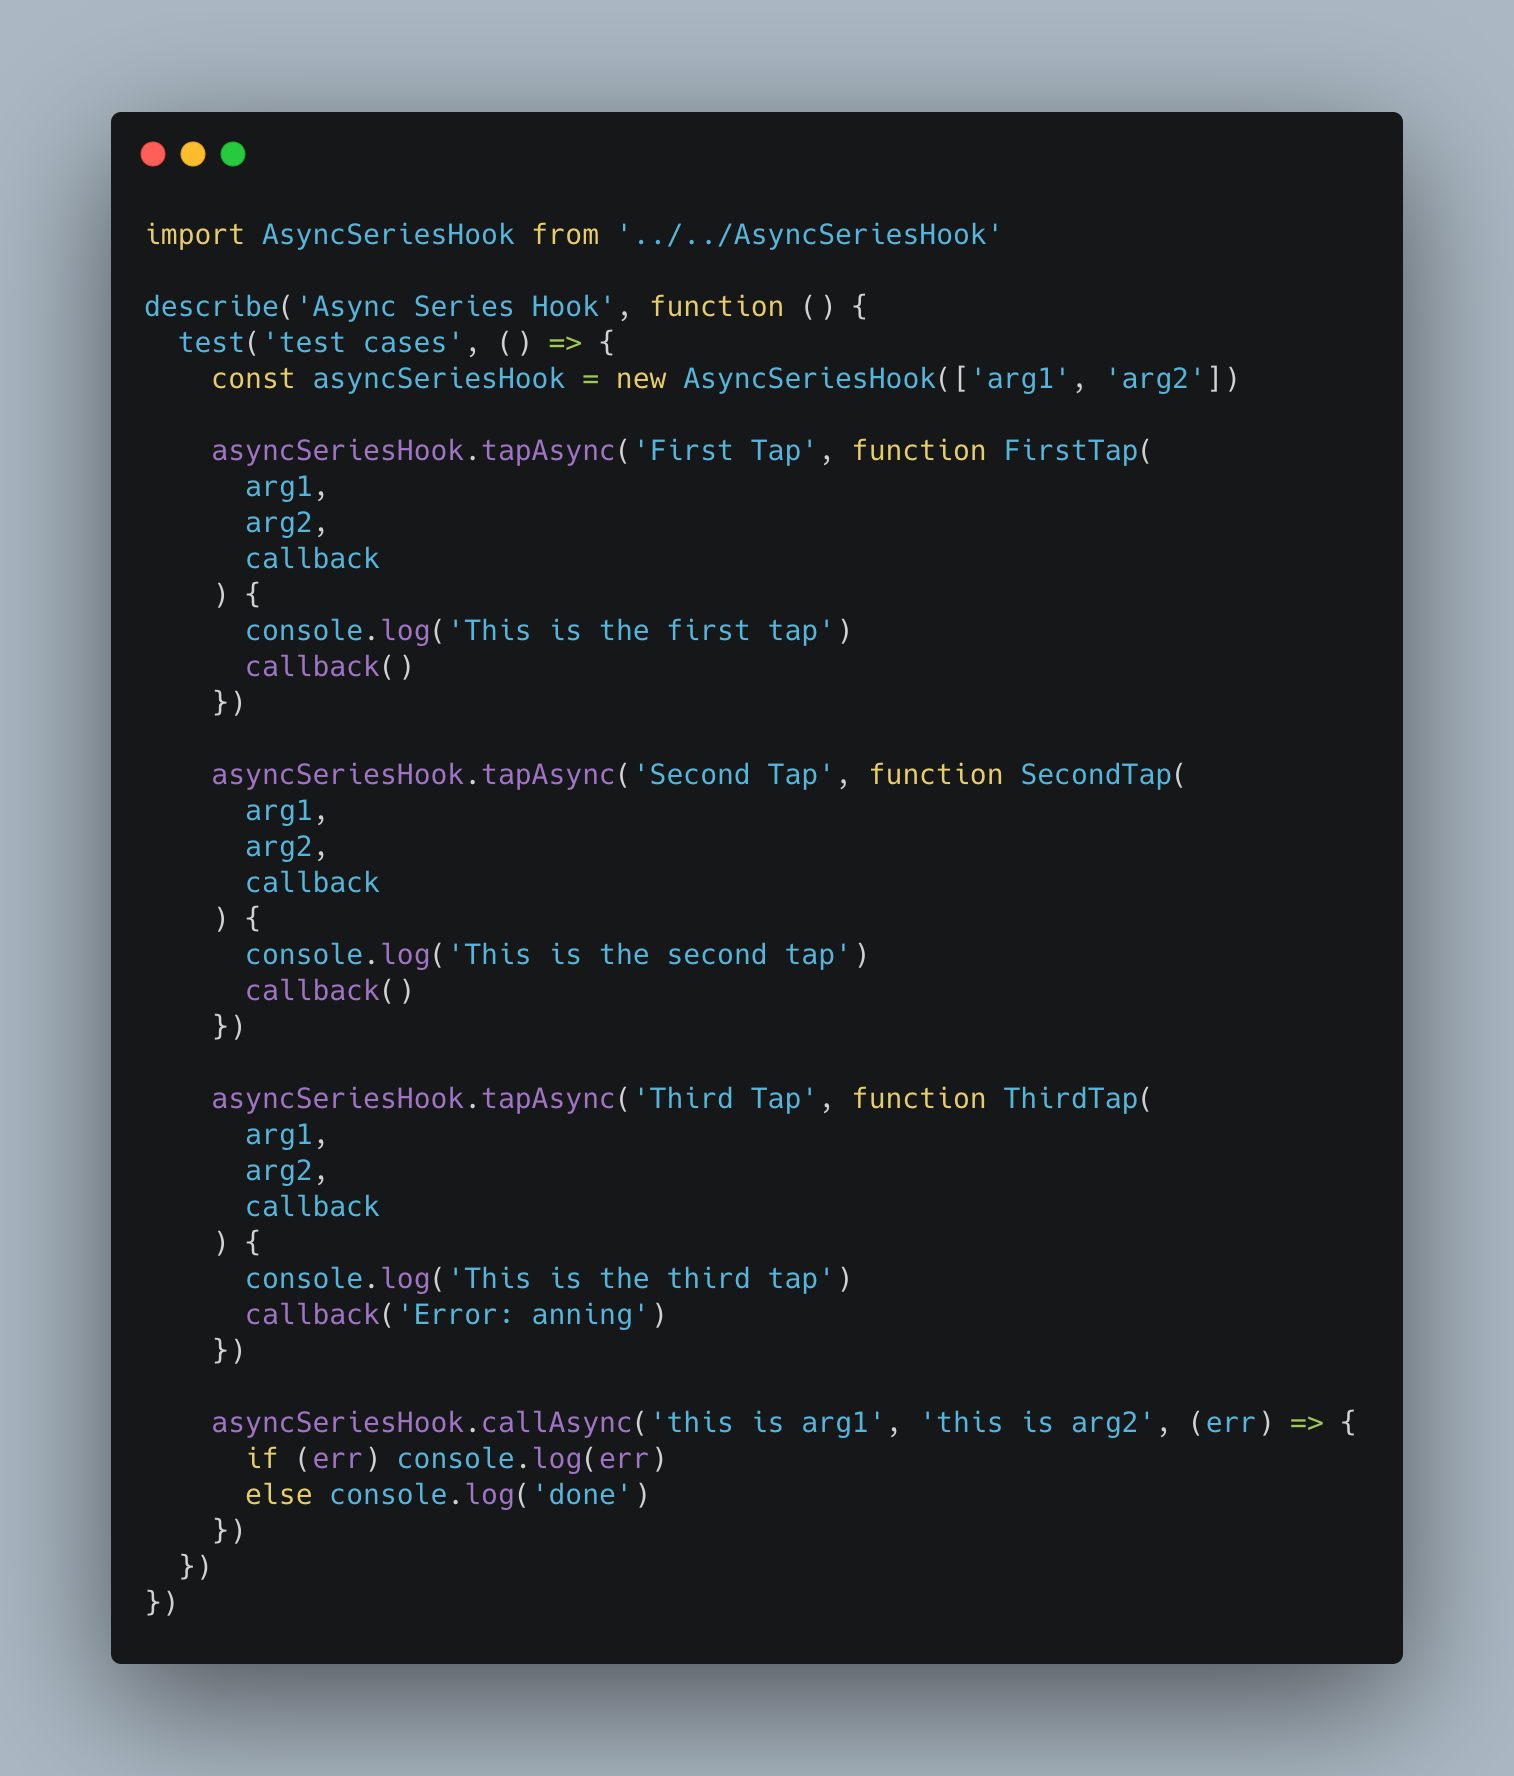 import AsyncSeriesHook from '../../AsyncSeriesHook'

describe('Async Series Hook', function () {
  test('test cases', () => {
    const asyncSeriesHook = new AsyncSeriesHook(['arg1', 'arg2'])

    asyncSeriesHook.tapAsync('First Tap', function FirstTap(
      arg1,
      arg2,
      callback
    ) {
      console.log('This is the first tap')
      callback()
    })

    asyncSeriesHook.tapAsync('Second Tap', function SecondTap(
      arg1,
      arg2,
      callback
    ) {
      console.log('This is the second tap')
      callback()
    })

    asyncSeriesHook.tapAsync('Third Tap', function ThirdTap(
      arg1,
      arg2,
      callback
    ) {
      console.log('This is the third tap')
      callback('Error: anning')
    })

    asyncSeriesHook.callAsync('this is arg1', 'this is arg2', (err) => {
      if (err) console.log(err)
      else console.log('done')
    })
  })
})